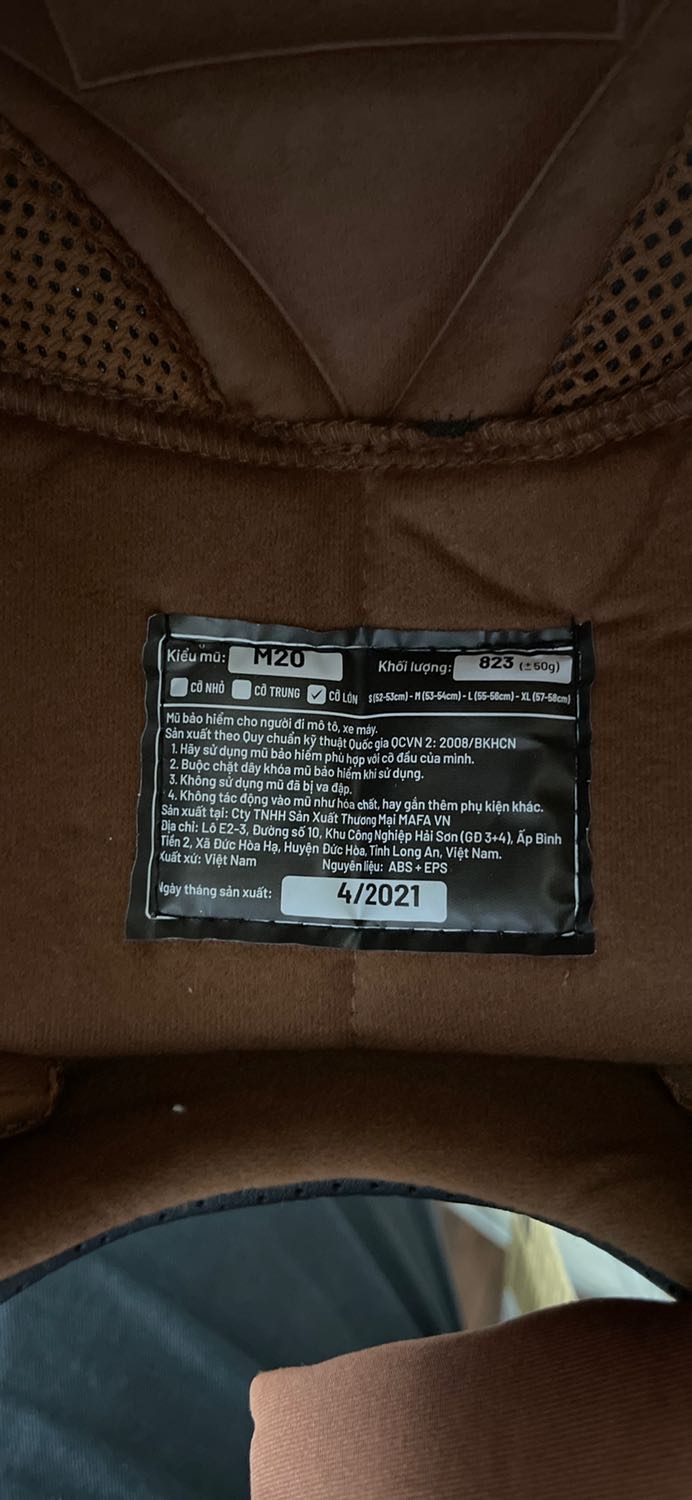 Kiểu mũ: M20 Khối lượng: 823 (±50g)
CỠ NHỎ CỠ TRUNG CỠ LỚN S(52-53cm) - M (53-54cm) - L (55-56cm) - XL (57-58cm)
Mũ bảo hiểm cho người đi mô tô, xe máy.
Sản xuất theo Quy chuẩn kỹ thuật Quốc gia QCVN 2: 2008/BKHCN
1. Hãy sử dụng mũ bảo hiểm phù hợp với cỡ đầu của mình.
2. Buộc chặt dây khóa mũ bảo hiểm khi sử dụng.
3. Không sử dụng mũ đã bị va đập.
4. Không tác động vào mũ như hóa chất, hay gắn thêm phụ kiện khác.
Sản xuất tại: Cty TNHH Sản Xuất Thương Mại MAFA VN
Địa chỉ: Lô E2-3, Đường số 10, Khu Công Nghiệp Hải Sơn (GĐ 3+4), Ấp Bình
Tiền 2, Xã Đức Hòa Hạ, Huyện Đức Hòa, Tỉnh Long An, Việt Nam.
Xuất xứ: Việt Nam Nguyên liệu: ABS + EPS
Ngày tháng sản xuất: 4/2021